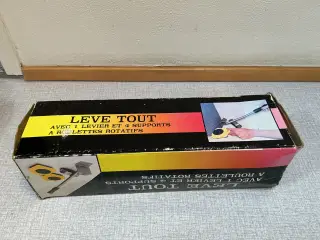 LEVE TOUT
AVEC 1 LEVIER ET 4 SUPPORTS
A ROULETTES ROTATIFS
LEVE TOUT
AVEC 1 LEVIER ET 4 SUPPORTS
A ROULETTES ROTATIFS